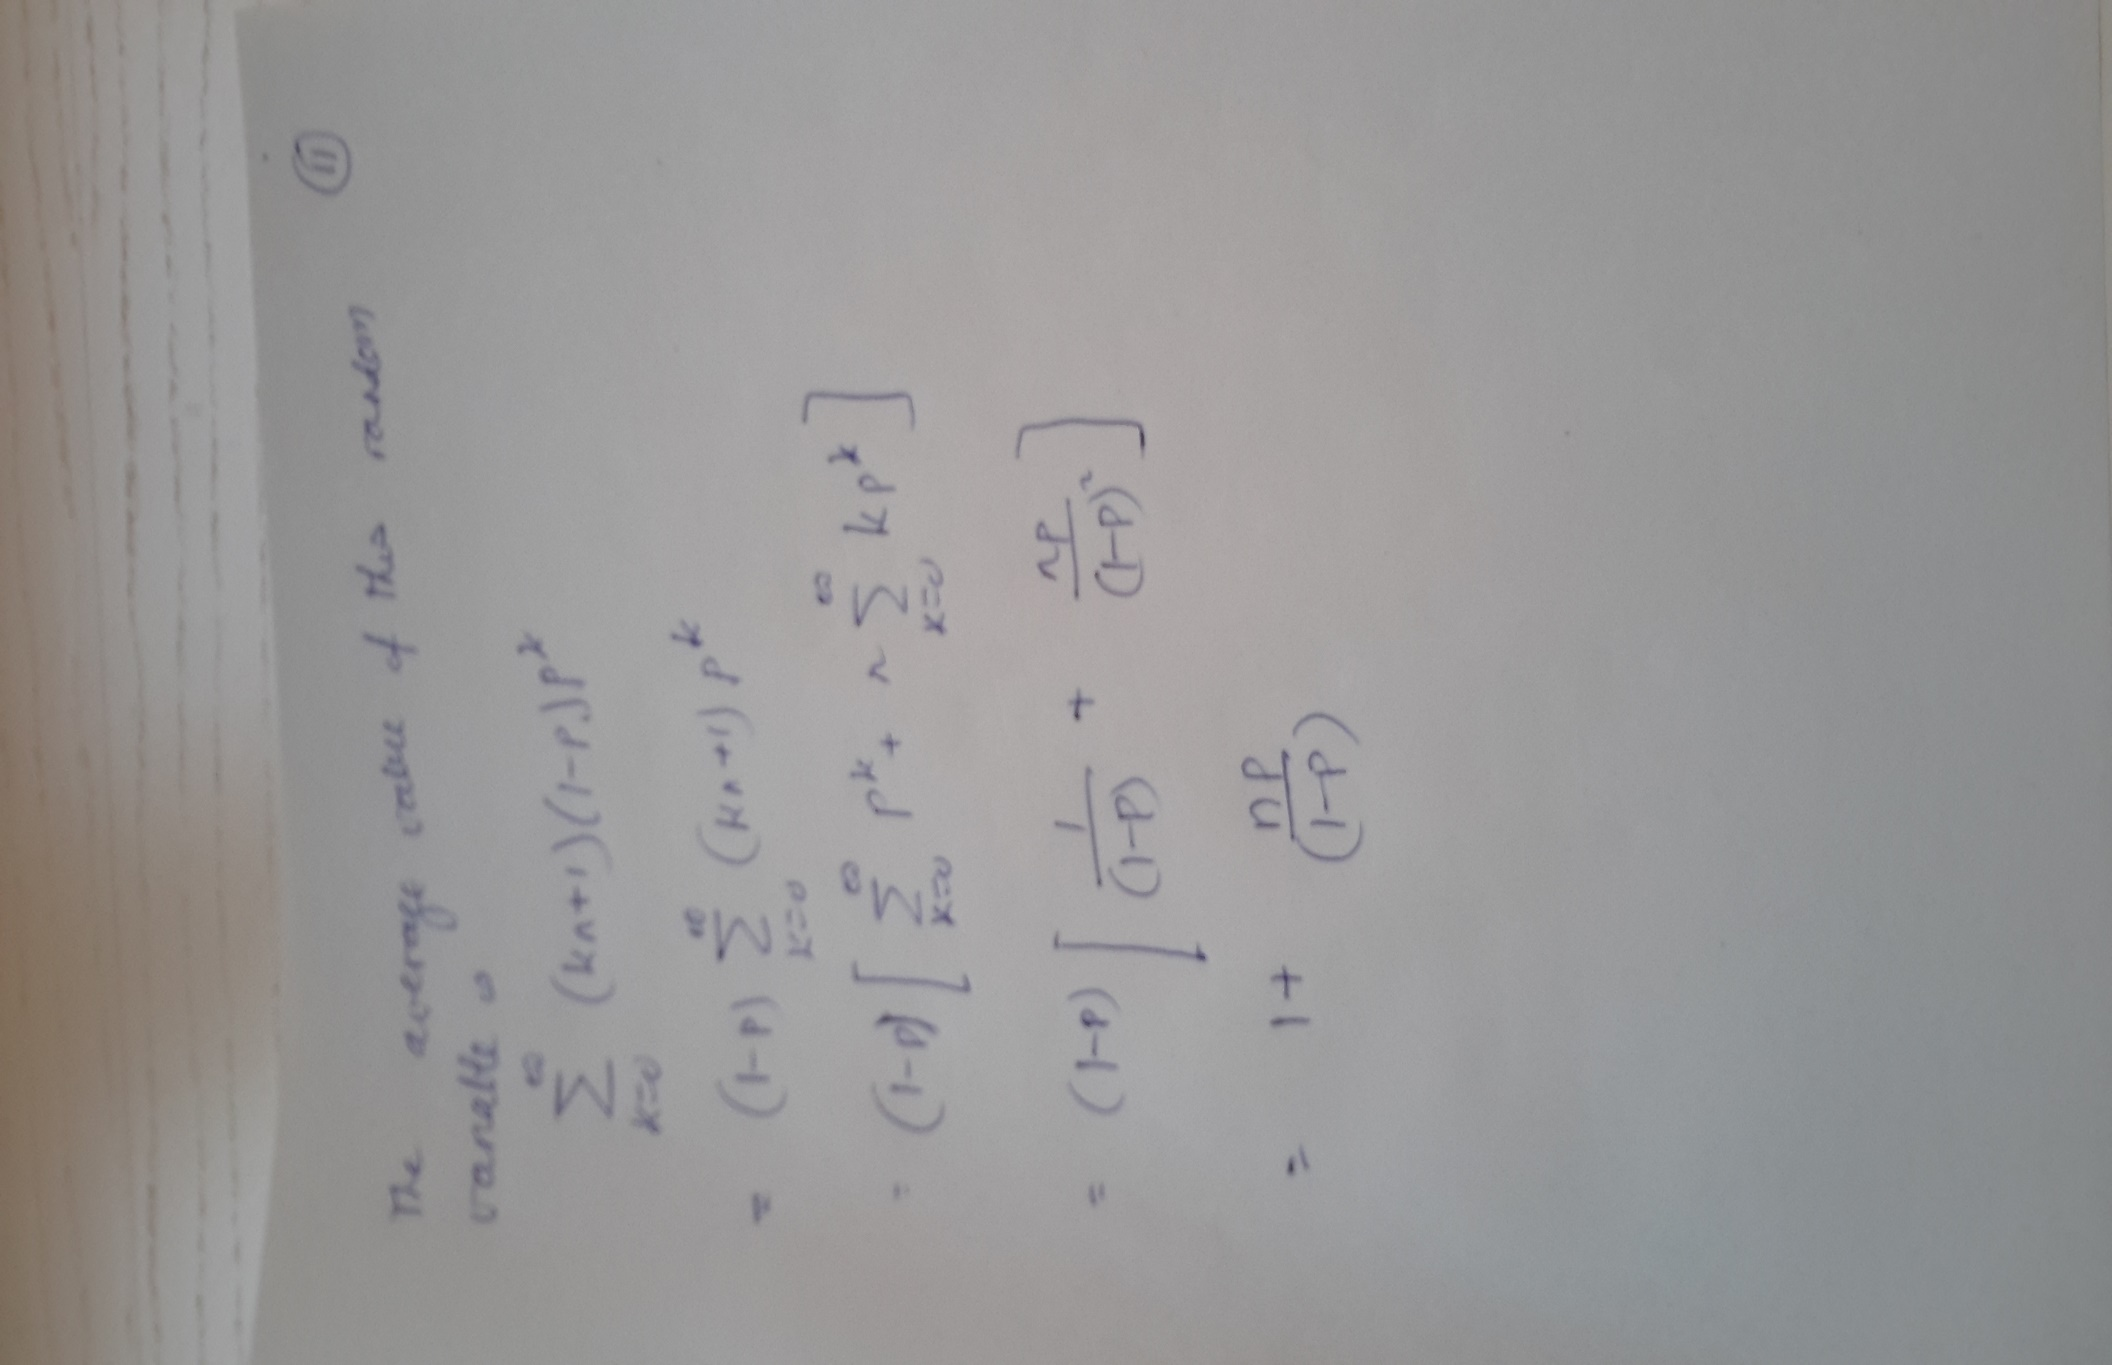 (11)
The average value of this random
variable is
∞ ∑ k=0 (kn+1)(1-p)p^k
= (1-p) ∞ ∑ k=0 (kn+1) p^k
= (1-p) [ ∞ ∑ k=0 p^k + n ∞ ∑ k=0 k p^k ]
= (1-p) [ 1/(1-p) + np/(1-p)^2 ]
= 1 + np/(1-p)